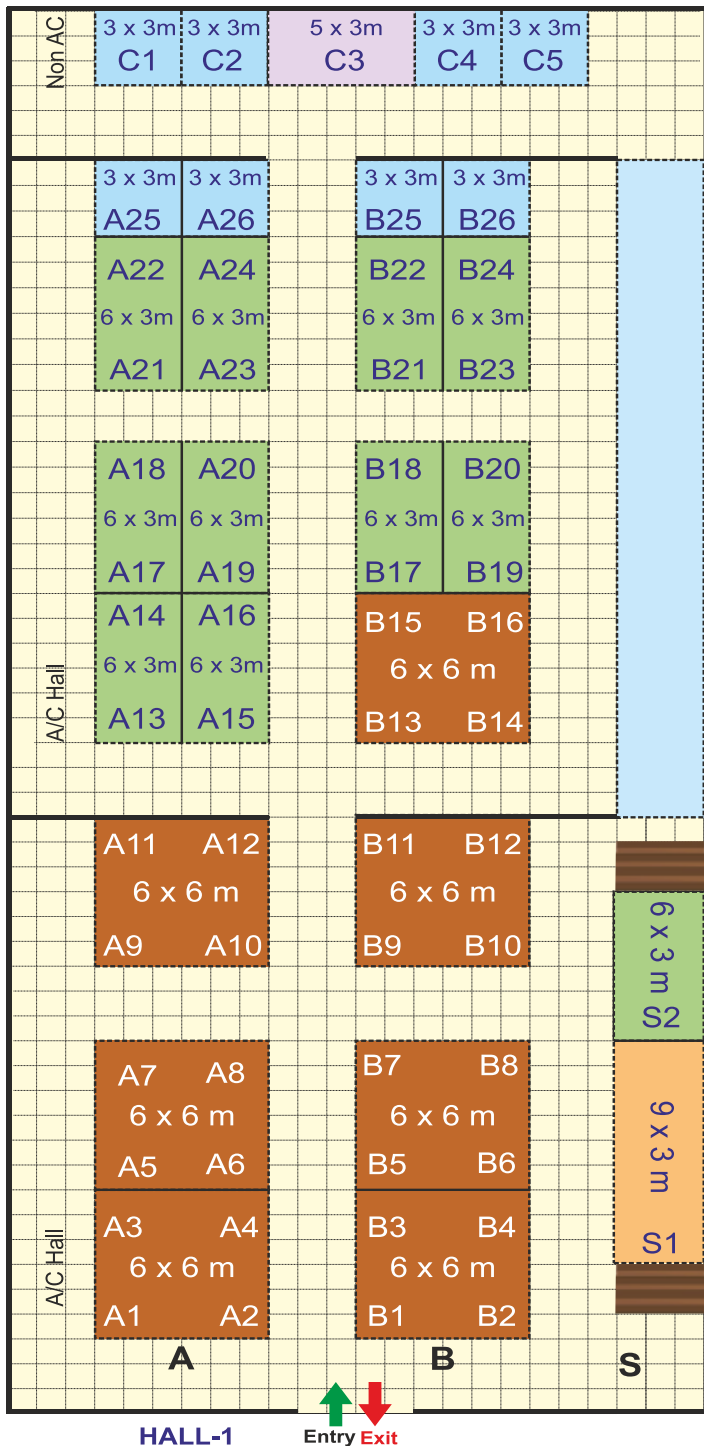 Non AC
3 x 3m 3 x 3m 5 x 3m 3 x 3m 3 x 3m
C1 C2 C3 C4 C5
3 x 3m 3 x 3m 3 x 3m 3 x 3m
A25 A26 B25 B26
A22 A24 B22 B24
6 x 3m 6 x 3m 6 x 3m 6 x 3m
A21 A23 B21 B23
A18 A20 B18 B20
6 x 3m 6 x 3m 6 x 3m 6 x 3m
A17 A19 B17 B19
A14 A16 B15 B16
6 x 3m 6 x 3m 6 x 6 m
A13 A15 B13 B14
A/C Hall
A11 A12 B11 B12
6 x 6 m 6 x 6 m
A9 A10 B9 B10
6 x 3 m
S2
A7 A8 B7 B8
6 x 6 m 6 x 6 m
A5 A6 B5 B6
9 x 3 m
S1
A3 A4 B3 B4
6 x 6 m 6 x 6 m
A1 A2 B1 B2
A/C Hall
A B S
HALL-1 Entry Exit